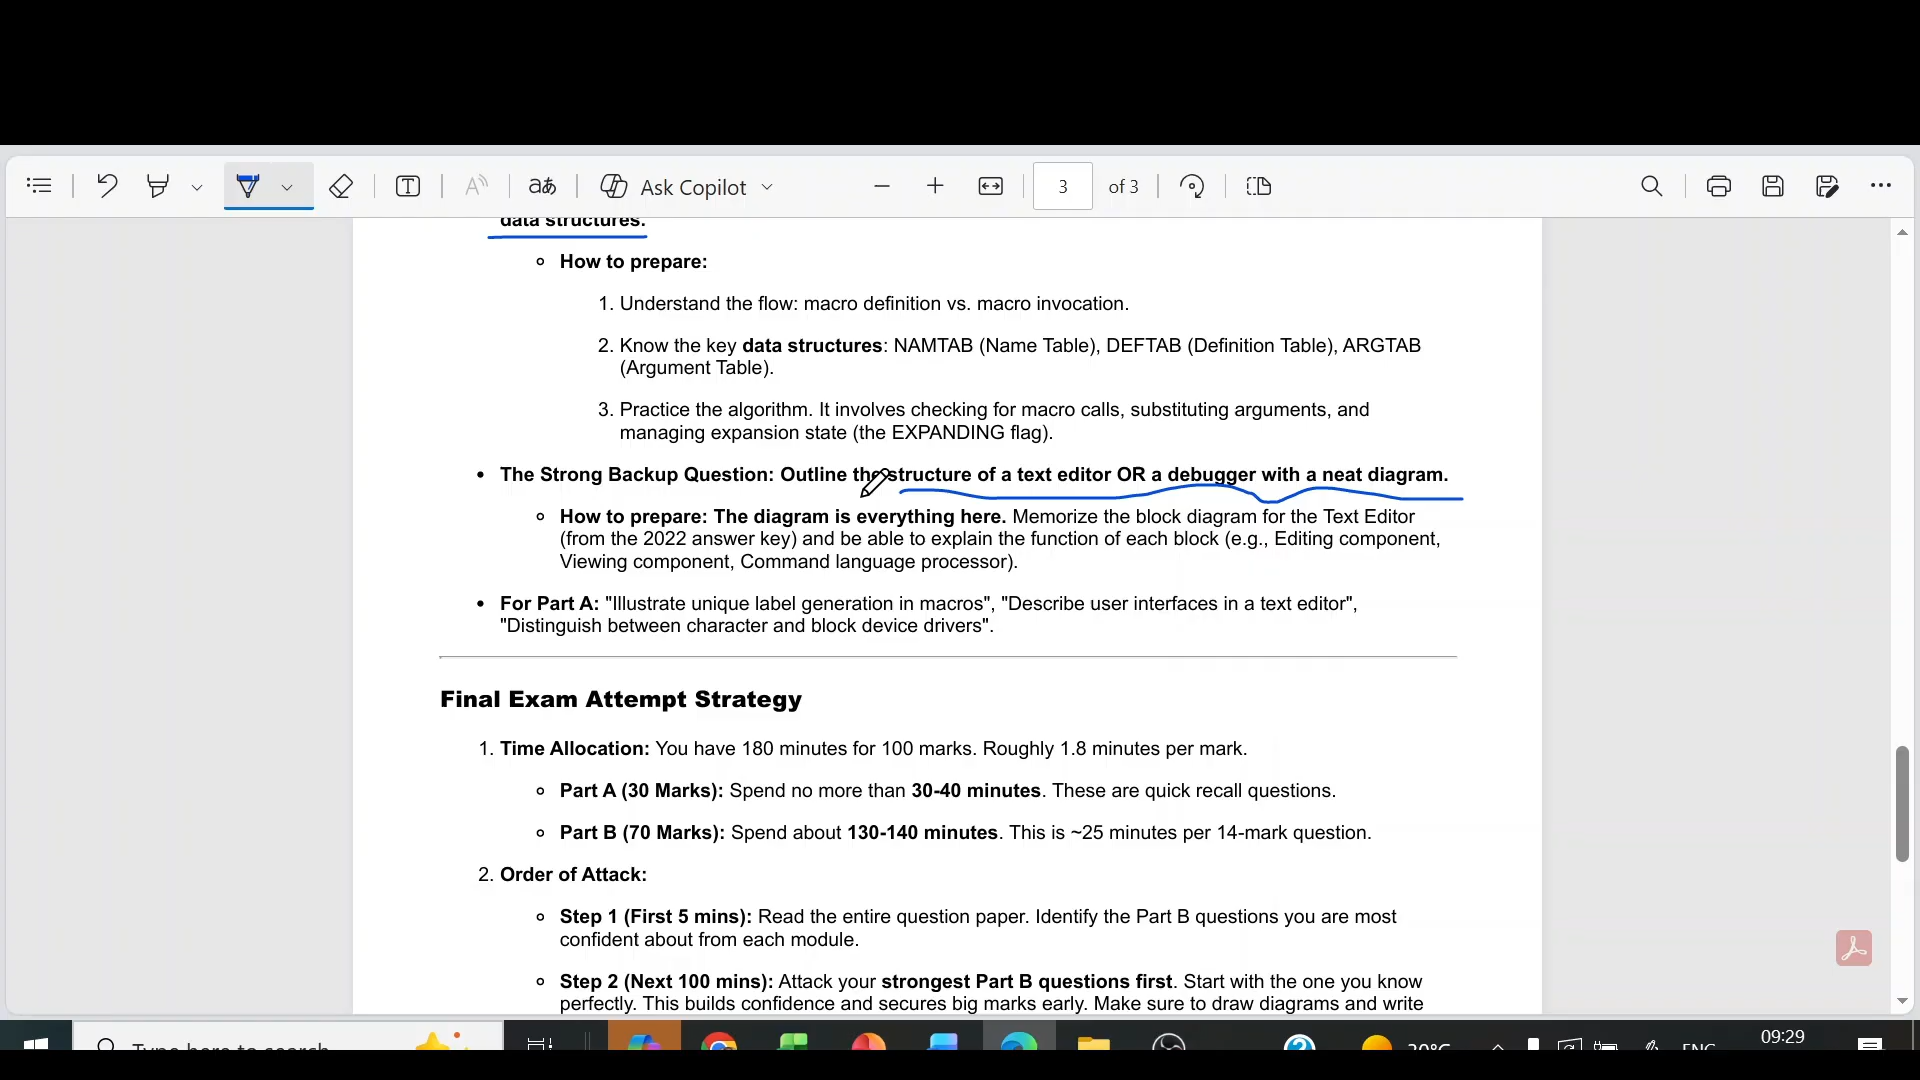 Ask Copilot
3
of 3
data structures.
How to prepare:
1. Understand the flow: macro definition vs. macro invocation.
2. Know the key data structures: NAMTAB (Name Table), DEFTAB (Definition Table), ARGTAB
(Argument Table).
3. Practice the algorithm. It involves checking for macro calls, substituting arguments, and
managing expansion state (the EXPANDING flag).
• The Strong Backup Question: Outline the structure of a text editor OR a debugger with a neat diagram.
How to prepare: The diagram is everything here. Memorize the block diagram for the Text Editor
(from the 2022 answer key) and be able to explain the function of each block (e.g., Editing component,
Viewing component, Command language processor).
• For Part A: "Illustrate unique label generation in macros", "Describe user interfaces in a text editor",
"Distinguish between character and block device drivers".
Final Exam Attempt Strategy
1. Time Allocation: You have 180 minutes for 100 marks. Roughly 1.8 minutes per mark.
Part A (30 Marks): Spend no more than 30-40 minutes. These are quick recall questions.
Part B (70 Marks): Spend about 130-140 minutes. This is ~25 minutes per 14-mark question.
2. Order of Attack:
Step 1 (First 5 mins): Read the entire question paper. Identify the Part B questions you are most
confident about from each module.
Step 2 (Next 100 mins): Attack your strongest Part B questions first. Start with the one you know
perfectly. This builds confidence and secures big marks early. Make sure to draw diagrams and write
Type here to search
ENG
09:29